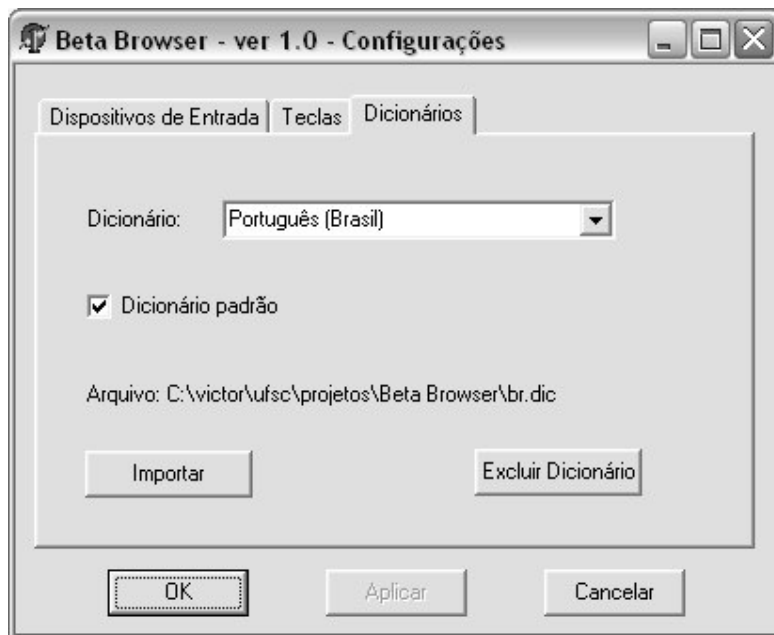 Beta Browser - ver 1.0 - Configurações
Dispositivos de Entrada Teclas Dicionários
Dicionário: Português (Brasil)
Dicionário padrão
Arquivo: C:\victor\ufsc\projetos\Beta Browser\br.dic
Importar Excluir Dicionário
OK Aplicar Cancelar